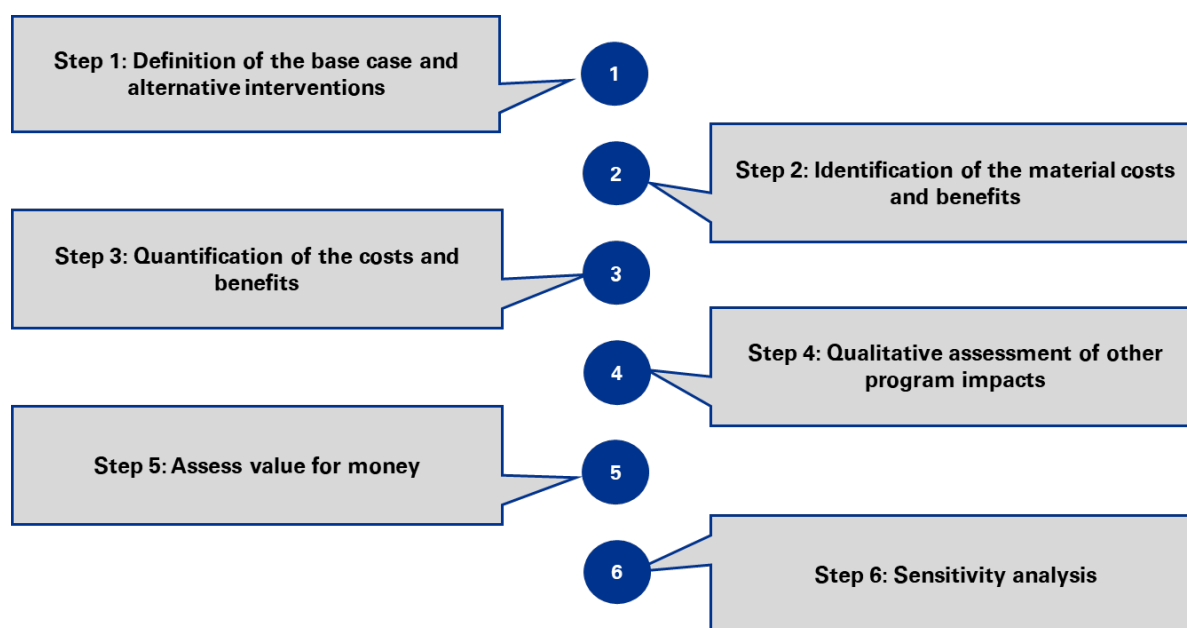 Step 1: Definition of the base case and
alternative interventions
1
2
Step 2: Identification of the material costs
and benefits
Step 3: Quantification of the costs and
benefits
3
4
Step 4: Qualitative assessment of other
program impacts
Step 5: Assess value for money
5
6
Step 6: Sensitivity analysis